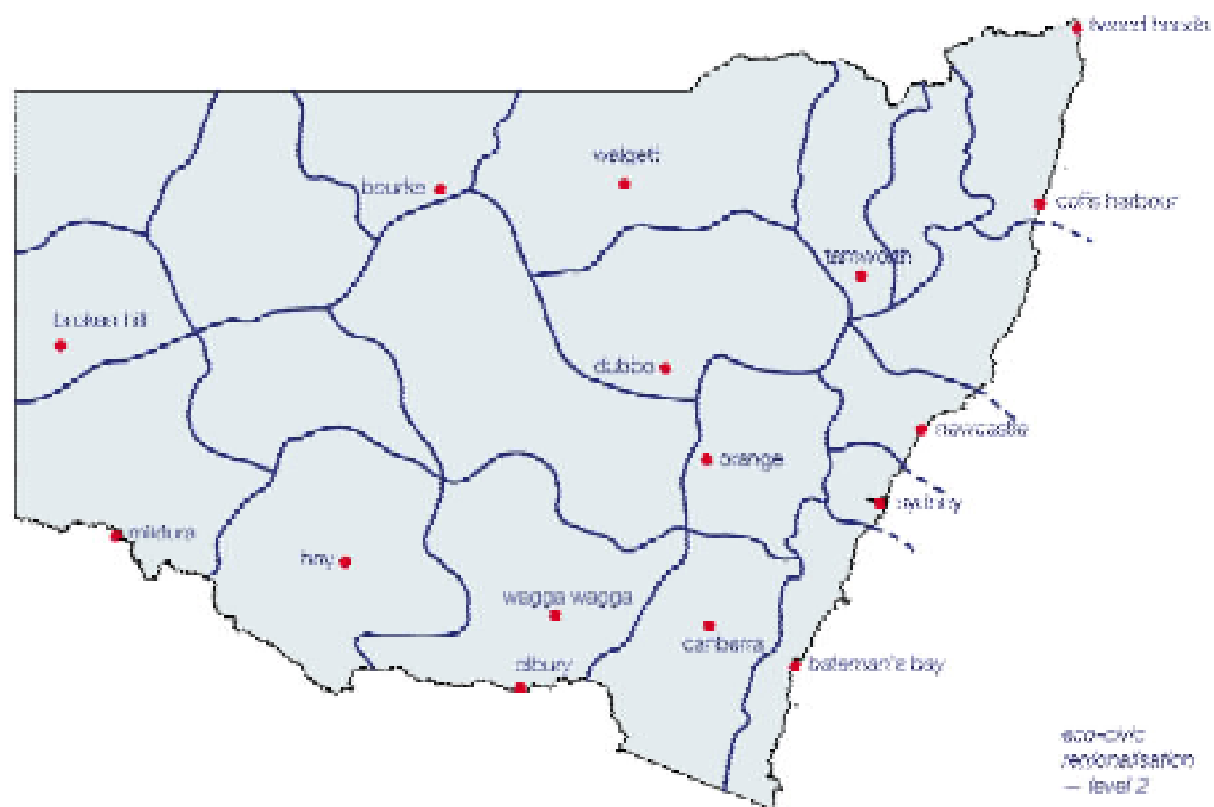 tweed heads
walgett
bourke
coffs harbour
tamworth
broken hill
dubbo
newcastle
orange
sydney
mildura
hay
wagga wagga
canberra
albury
bateman's bay
eco-civic
regionalisation
— level 2